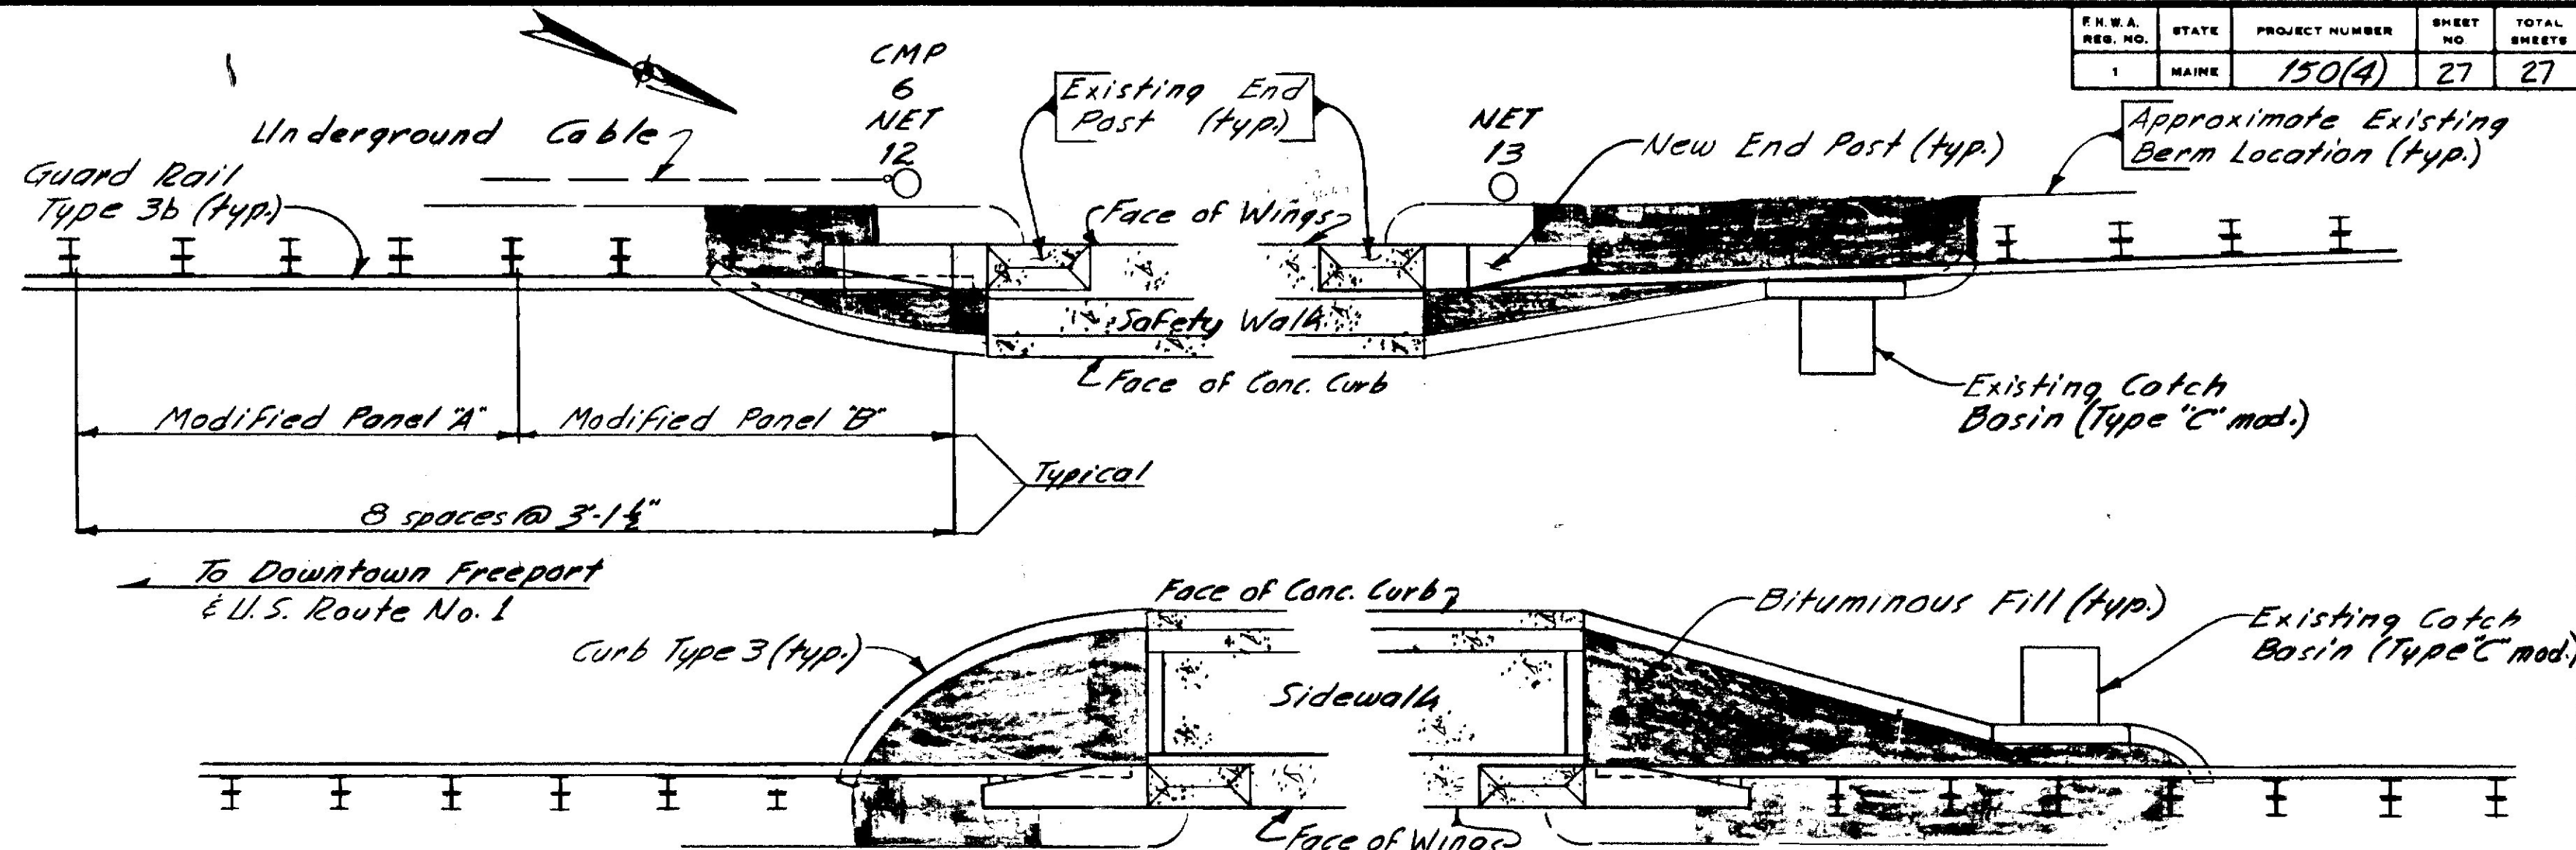 F.H.W.A. REG. NO.
STATE
PROJECT NUMBER
SHEET NO.
TOTAL SHEETS
1
MAINE
150(4)
27
27
CMP
6
NET
12
Existing End
Post (typ.)
NET
13
New End Post (typ.)
Approximate Existing
Berm Location (typ.)
Underground Cable
Guard Rail
Type 3b (typ.)
Face of Wings
Safety Walk
Face of Conc. Curb
Existing Catch
Basin (Type "C" mod.)
Modified Panel "A"
Modified Panel "B"
Typical
8 spaces @ 3'-1½"
To Downtown Freeport
& U.S. Route No. 1
Face of Conc. Curb
Bituminous Fill (typ.)
Existing Catch
Basin (Type "C" mod.)
Curb Type 3 (typ.)
Sidewalk
Face of Wings